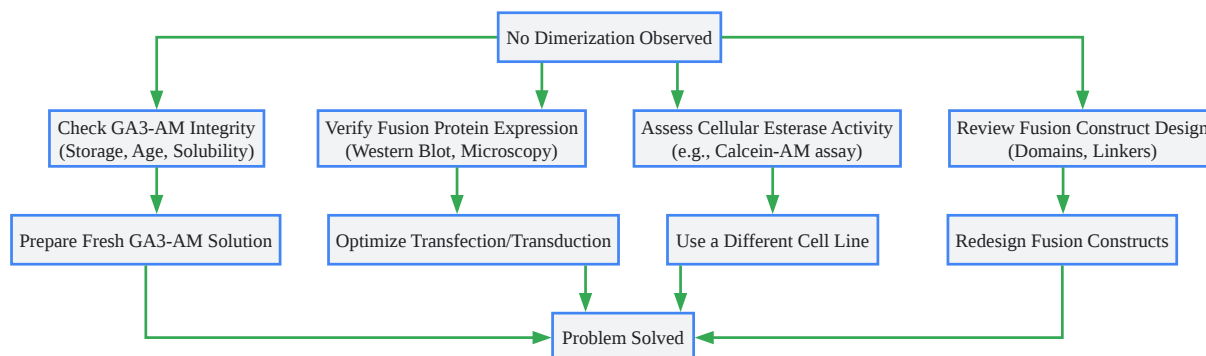 No Dimerization Observed
Check GA3-AM Integrity
(Storage, Age, Solubility)
Verify Fusion Protein Expression
(Western Blot, Microscopy)
Assess Cellular Esterase Activity
(e.g., Calcein-AM assay)
Review Fusion Construct Design
(Domains, Linkers)
Prepare Fresh GA3-AM Solution
Optimize Transfection/Transduction
Use a Different Cell Line
Redesign Fusion Constructs
Problem Solved